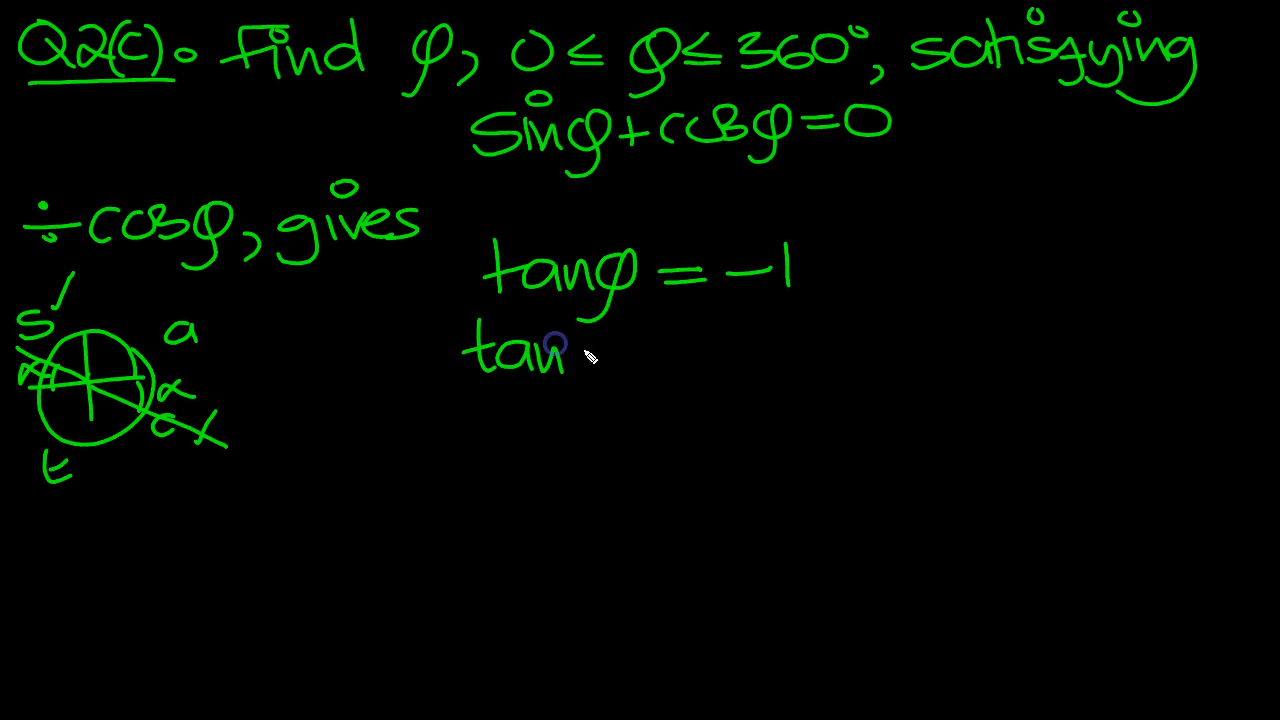 Q2(c). Find φ, 0 ≤ φ ≤ 360°, satisfying
sinφ + cosφ = 0
÷ cosφ, gives
tanφ = -1
tan
s ✓
a
α
α
c ✓
t